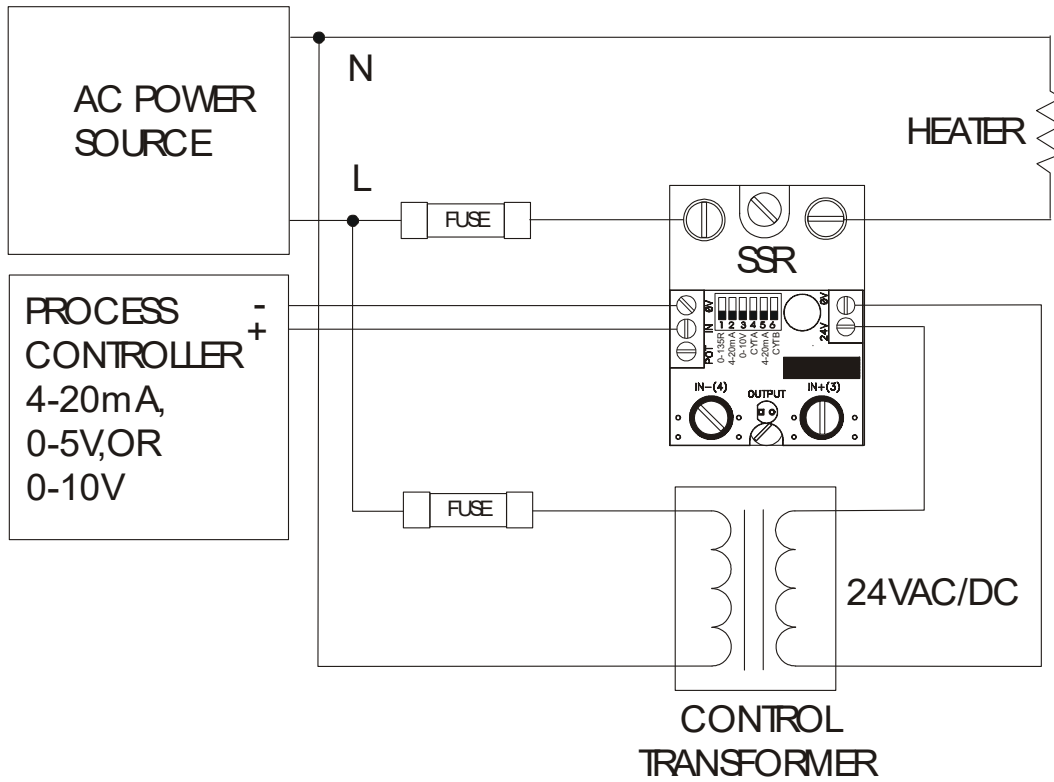 AC POWER
SOURCE
N
L
HEATER
FUSE
SSR
PROCESS
CONTROLLER
4-20mA,
0-5V,OR
0-10V
-
+
0V
IN
POT
1 2 3 4 5 6
0-135R
4-20mA
0-10V
CYTA
4-20mA
CYTB
0V
24V
IN-(4)
OUTPUT
IN+(3)
FUSE
24VAC/DC
CONTROL
TRANSFORMER